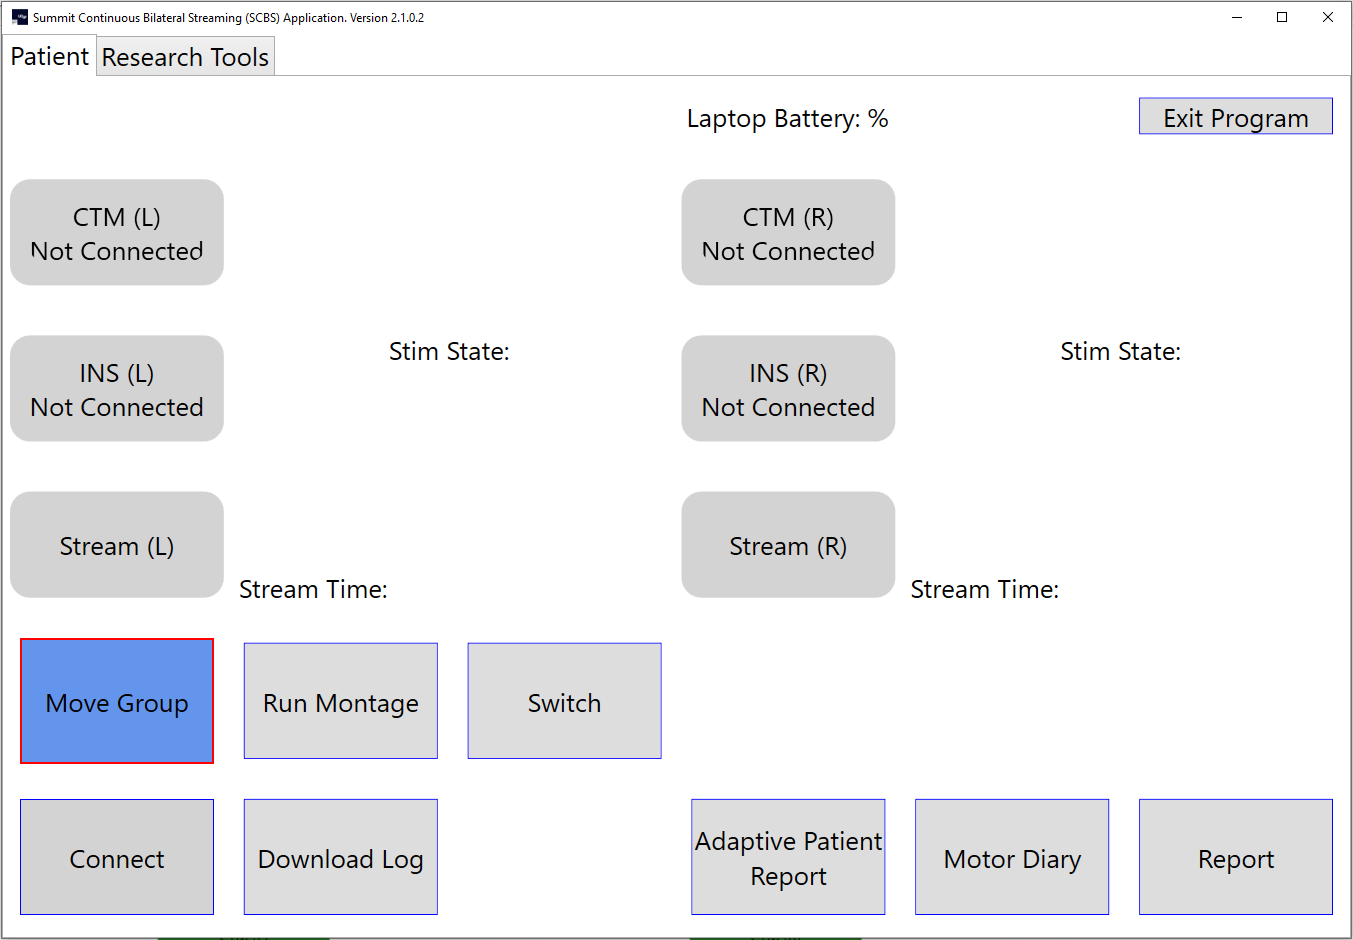 Summit Continuous Bilateral Streaming (SCBS) Application. Version 2.1.0.2
Patient
Research Tools
Laptop Battery: %
Exit Program
CTM (L)
Not Connected
CTM (R)
Not Connected
INS (L)
Not Connected
Stim State:
INS (R)
Not Connected
Stim State:
Stream (L)
Stream Time:
Stream (R)
Stream Time:
Move Group
Run Montage
Switch
Connect
Download Log
Adaptive Patient
Report
Motor Diary
Report